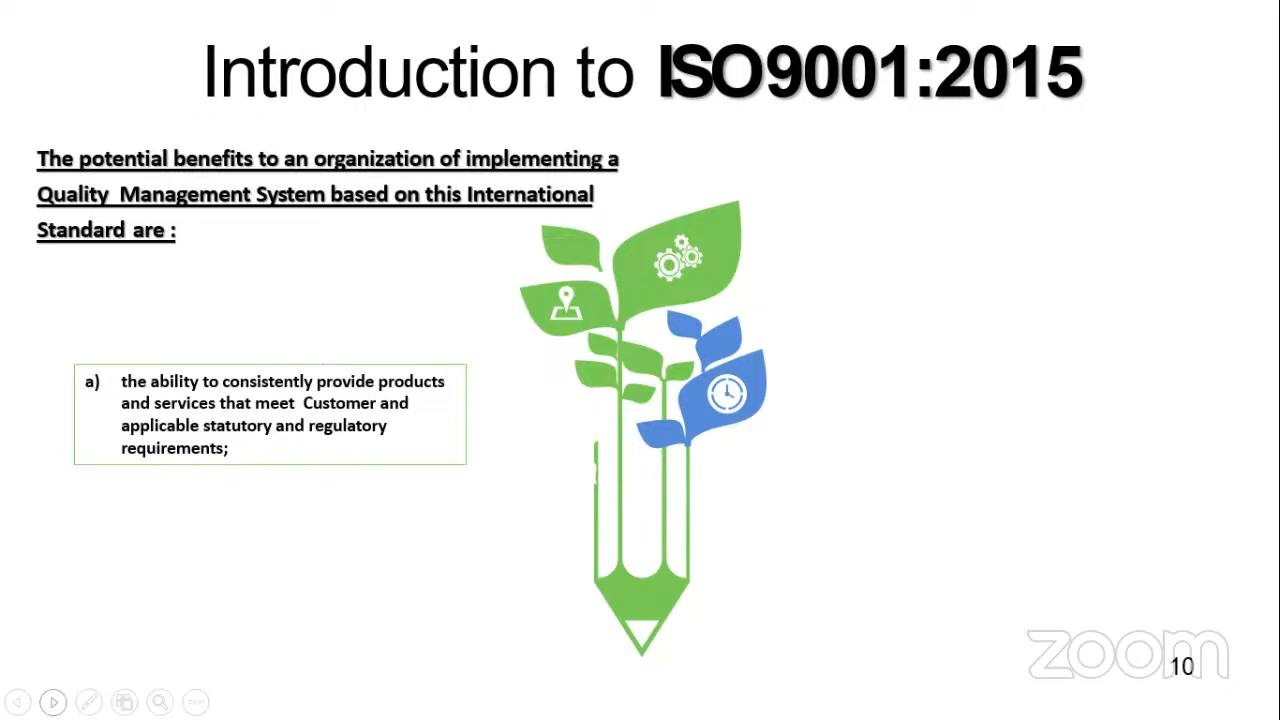 Introduction to ISO9001:2015
The potential benefits to an organization of implementing a
Quality Management System based on this International
Standard are :
a) the ability to consistently provide products
and services that meet Customer and
applicable statutory and regulatory
requirements;
zoom
10